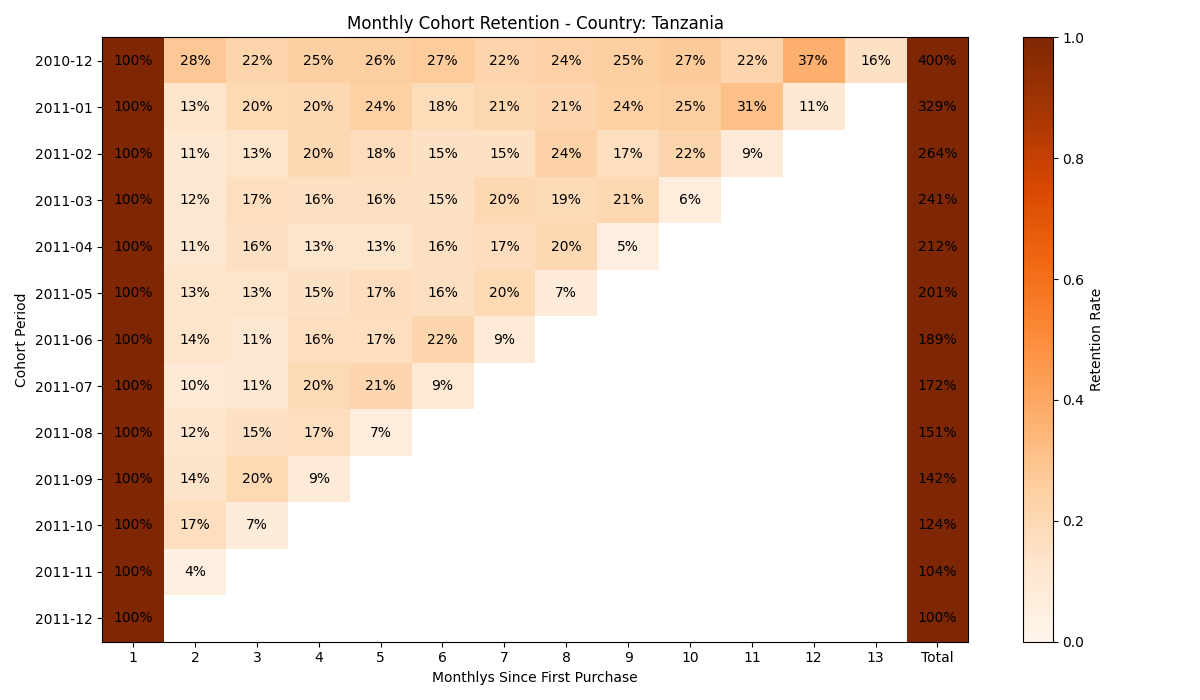 Monthly Cohort Retention - Country: Tanzania
Cohort Period
2010-12 100% 28% 22% 25% 26% 27% 22% 24% 25% 27% 22% 37% 16% 400%
2011-01 100% 13% 20% 20% 24% 18% 21% 21% 24% 25% 31% 11% 329%
2011-02 100% 11% 13% 20% 18% 15% 15% 24% 17% 22% 9% 264%
2011-03 100% 12% 17% 16% 16% 15% 20% 19% 21% 6% 241%
2011-04 100% 11% 16% 13% 13% 16% 17% 20% 5% 212%
2011-05 100% 13% 13% 15% 17% 16% 20% 7% 201%
2011-06 100% 14% 11% 16% 17% 22% 9% 189%
2011-07 100% 10% 11% 20% 21% 9% 172%
2011-08 100% 12% 15% 17% 7% 151%
2011-09 100% 14% 20% 9% 142%
2011-10 100% 17% 7% 124%
2011-11 100% 4% 104%
2011-12 100% 100%
1 2 3 4 5 6 7 8 9 10 11 12 13 Total
Monthlys Since First Purchase
1.0
0.8
0.6
0.4
0.2
0.0
Retention Rate